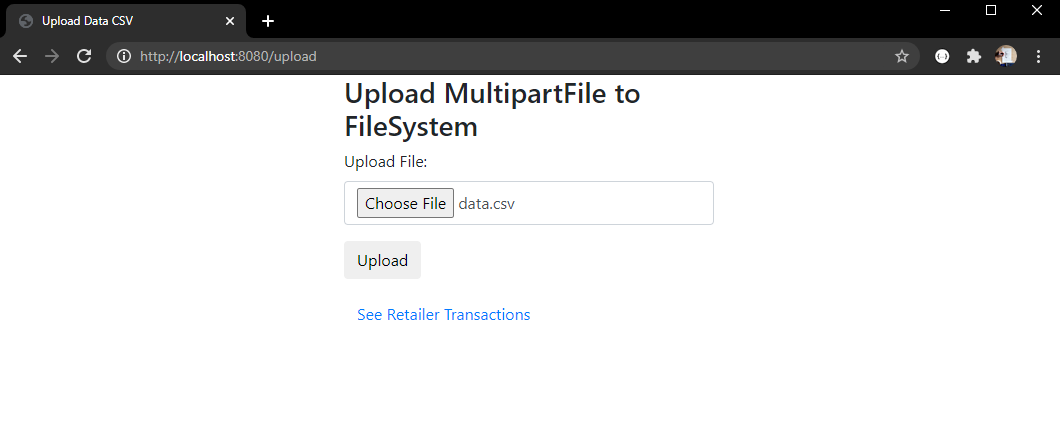 Upload Data CSV
http://localhost:8080/upload
Upload MultipartFile to
FileSystem
Upload File:
Choose File data.csv
Upload
See Retailer Transactions